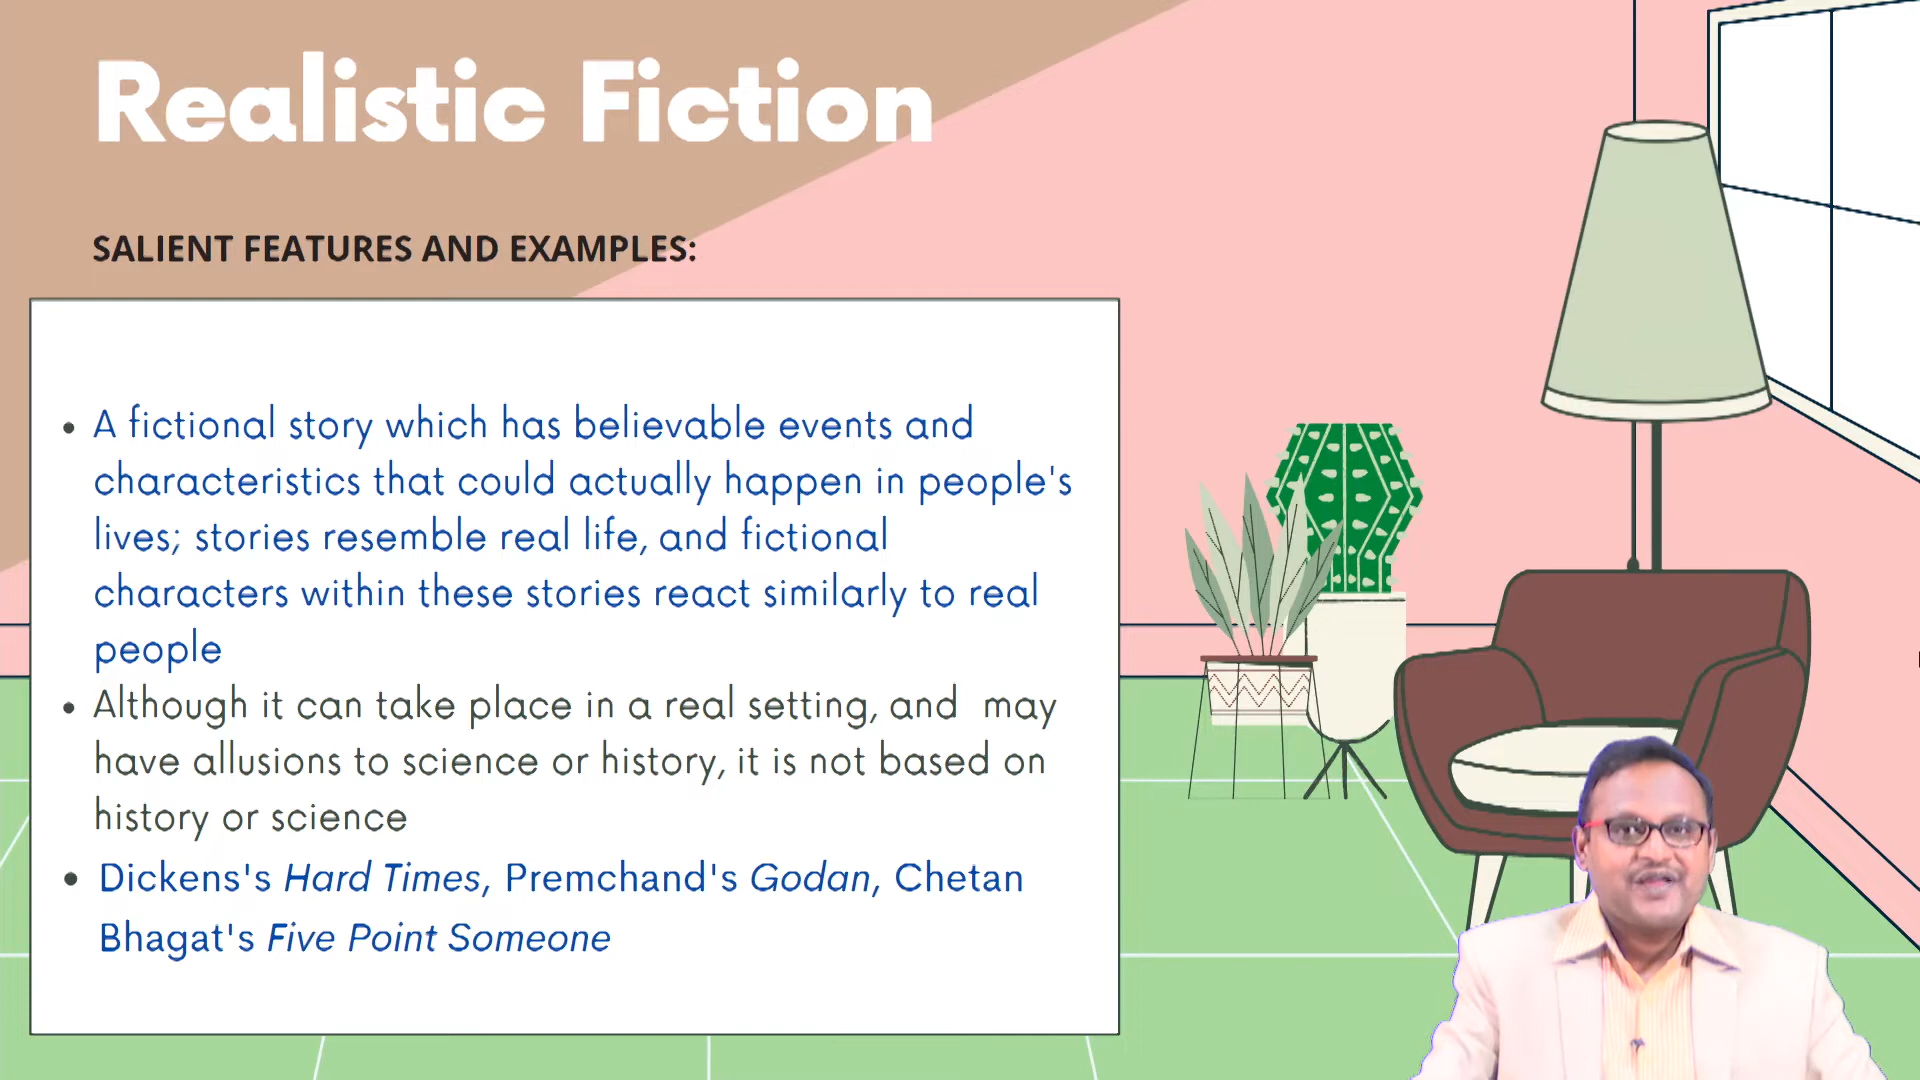 Realistic Fiction
SALIENT FEATURES AND EXAMPLES:
• A fictional story which has believable events and
characteristics that could actually happen in people's
lives; stories resemble real life, and fictional
characters within these stories react similarly to real
people
• Although it can take place in a real setting, and  may
have allusions to science or history, it is not based on
history or science
• Dickens's Hard Times, Premchand's Godan, Chetan
Bhagat's Five Point Someone